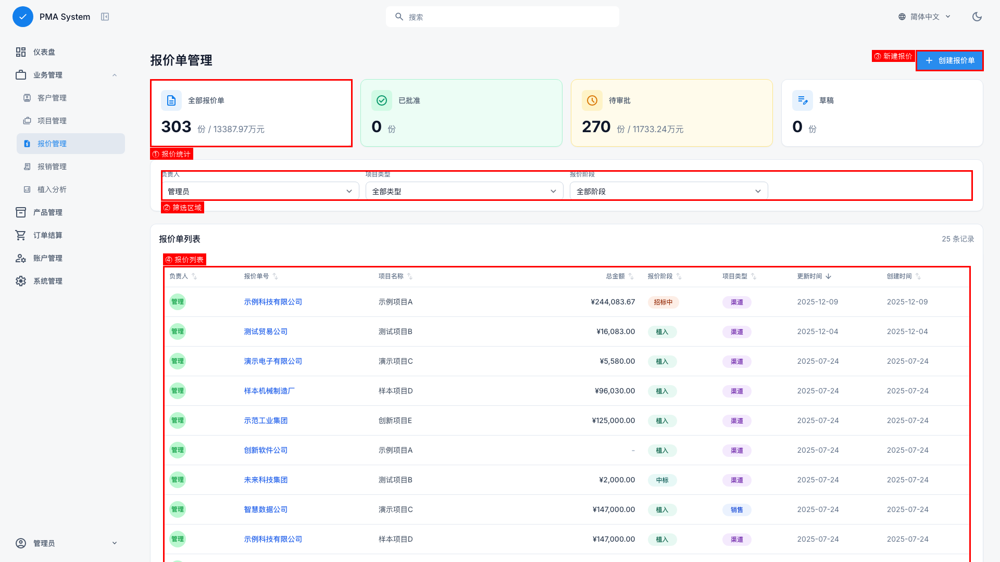 PMA System
搜索
简体中文
仪表盘
业务管理
客户管理
项目管理
报价管理
报销管理
植入分析
产品管理
订单结算
账户管理
系统管理
管理员
报价单管理
③ 新建报价
创建报价单
全部报价单
303 份 / 13387.97万元
已批准
0 份
待审批
270 份 / 11733.24万元
草稿
0 份
① 报价统计
负责人 项目类型 报价阶段
管理员 全部类型 全部阶段
② 筛选区域
报价单列表
25 条记录
④ 报价列表
负责人 报价单号 项目名称 总金额 报价阶段 项目类型 更新时间 创建时间
管理 示例科技有限公司 示例项目A ¥244,083.67 招标中 渠道 2025-12-09 2025-12-09
管理 测试贸易公司 测试项目B ¥16,083.00 植入 渠道 2025-12-04 2025-12-04
管理 演示电子有限公司 演示项目C ¥5,580.00 植入 渠道 2025-07-24 2025-07-24
管理 样本机械制造厂 样本项目D ¥96,030.00 植入 渠道 2025-07-24 2025-07-24
管理 示范工业集团 创新项目E ¥125,000.00 植入 渠道 2025-07-24 2025-07-24
管理 创新软件公司 示例项目A - 植入 渠道 2025-07-24 2025-07-24
管理 未来科技集团 测试项目B ¥2,000.00 中标 渠道 2025-07-24 2025-07-24
管理 智慧数据公司 演示项目C ¥147,000.00 植入 销售 2025-07-24 2025-07-24
管理 示例科技有限公司 样本项目D ¥147,000.00 植入 渠道 2025-07-24 2025-07-24